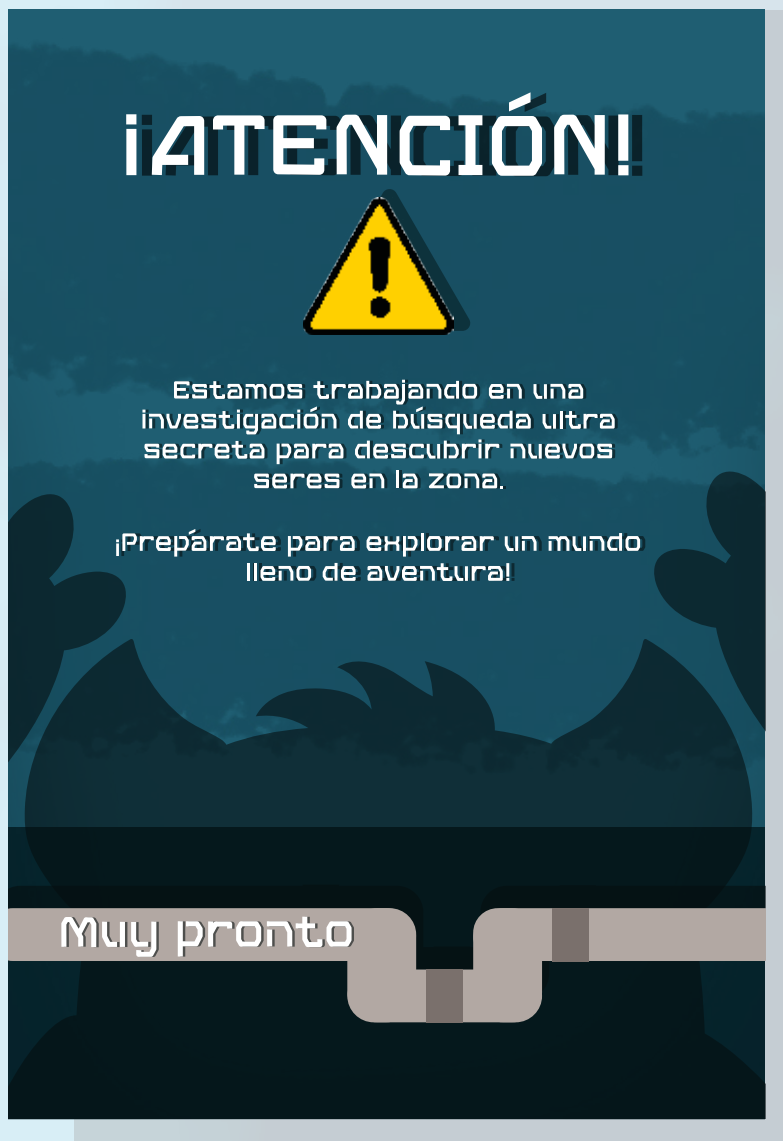 ¡ATENCIÓN!
Estamos trabajando en una
investigación de búsqueda ultra
secreta para descubrir nuevos
seres en la zona.
¡Prepárate para explorar un mundo
lleno de aventura!
Muy pronto